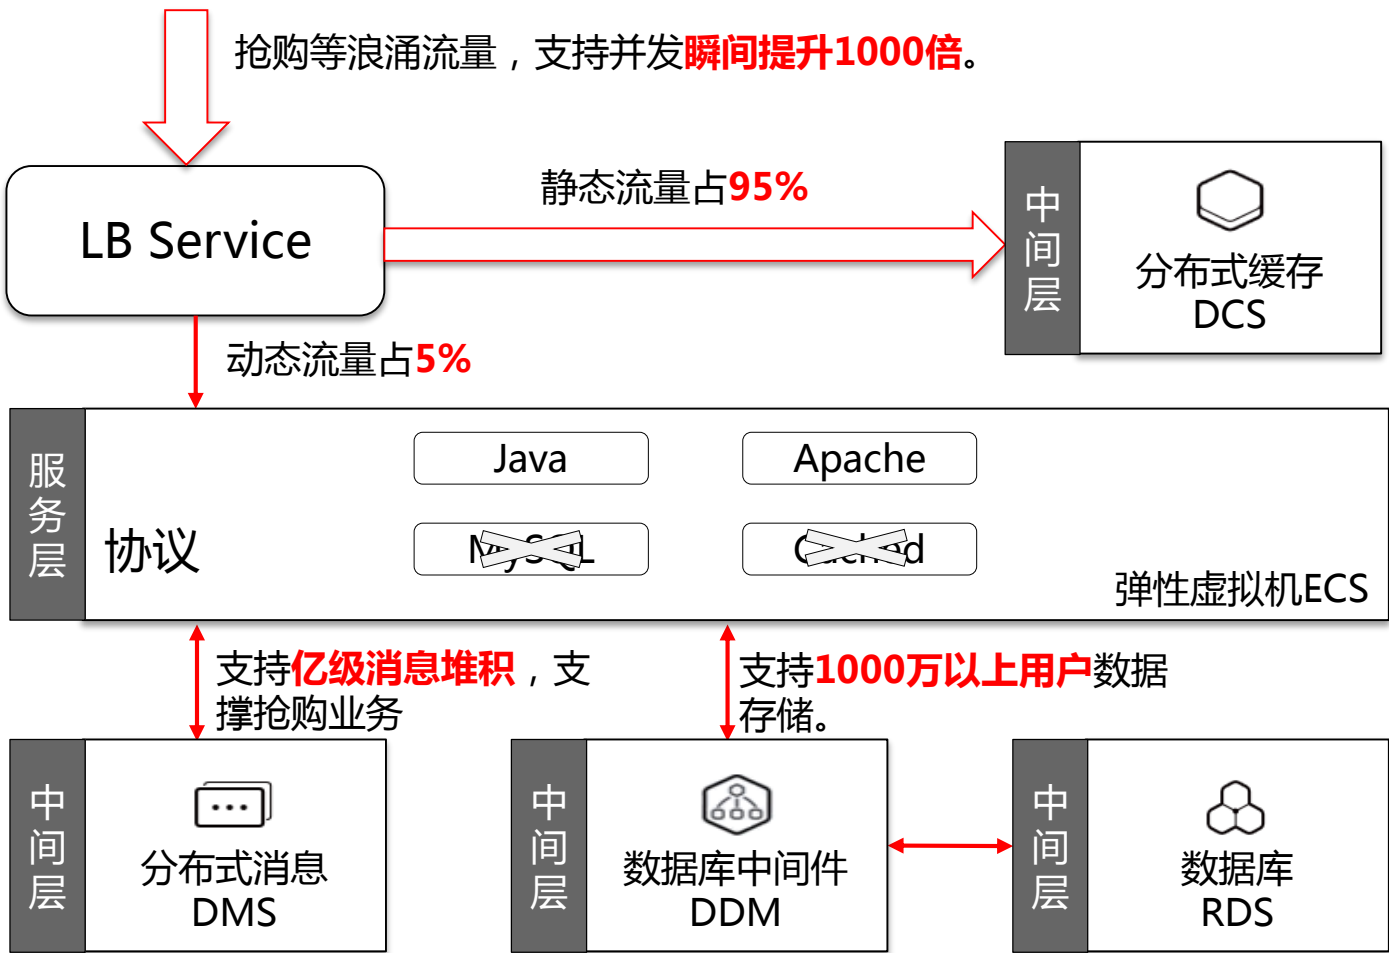 抢购等浪涌流量，支持并发瞬间提升1000倍。
静态流量占95%
LB Service
中间层
分布式缓存
DCS
动态流量占5%
服务层
协议
Java
Apache
MySQL
Cached
弹性虚拟机ECS
支持亿级消息堆积，支
撑抢购业务
支持1000万以上用户数据
存储。
中间层
分布式消息
DMS
中间层
数据库中间件
DDM
中间层
数据库
RDS